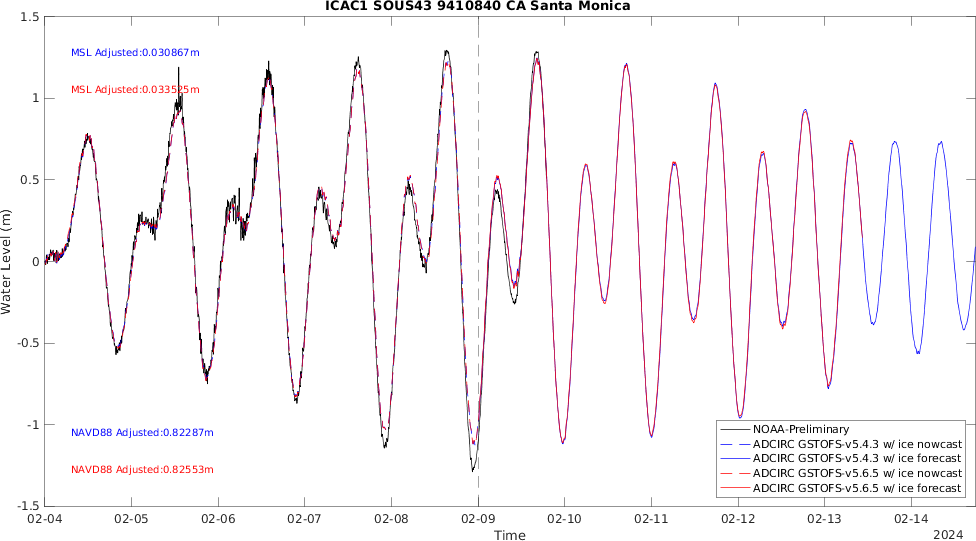 ICAC1 SOUS43 9410840 CA Santa Monica
1.5
MSL Adjusted:0.030867m
1
MSL Adjusted:0.033525m
0.5
Water Level (m)
0
-0.5
-1
NAVD88 Adjusted:0.82287m
NAVD88 Adjusted:0.82553m
NOAA-Preliminary
ADCIRC GSTOFS-v5.4.3 w/ ice nowcast
ADCIRC GSTOFS-v5.4.3 w/ ice forecast
ADCIRC GSTOFS-v5.6.5 w/ ice nowcast
ADCIRC GSTOFS-v5.6.5 w/ ice forecast
-1.5
02-04 02-05 02-06 02-07 02-08 02-09 02-10 02-11 02-12 02-13 02-14
Time
2024